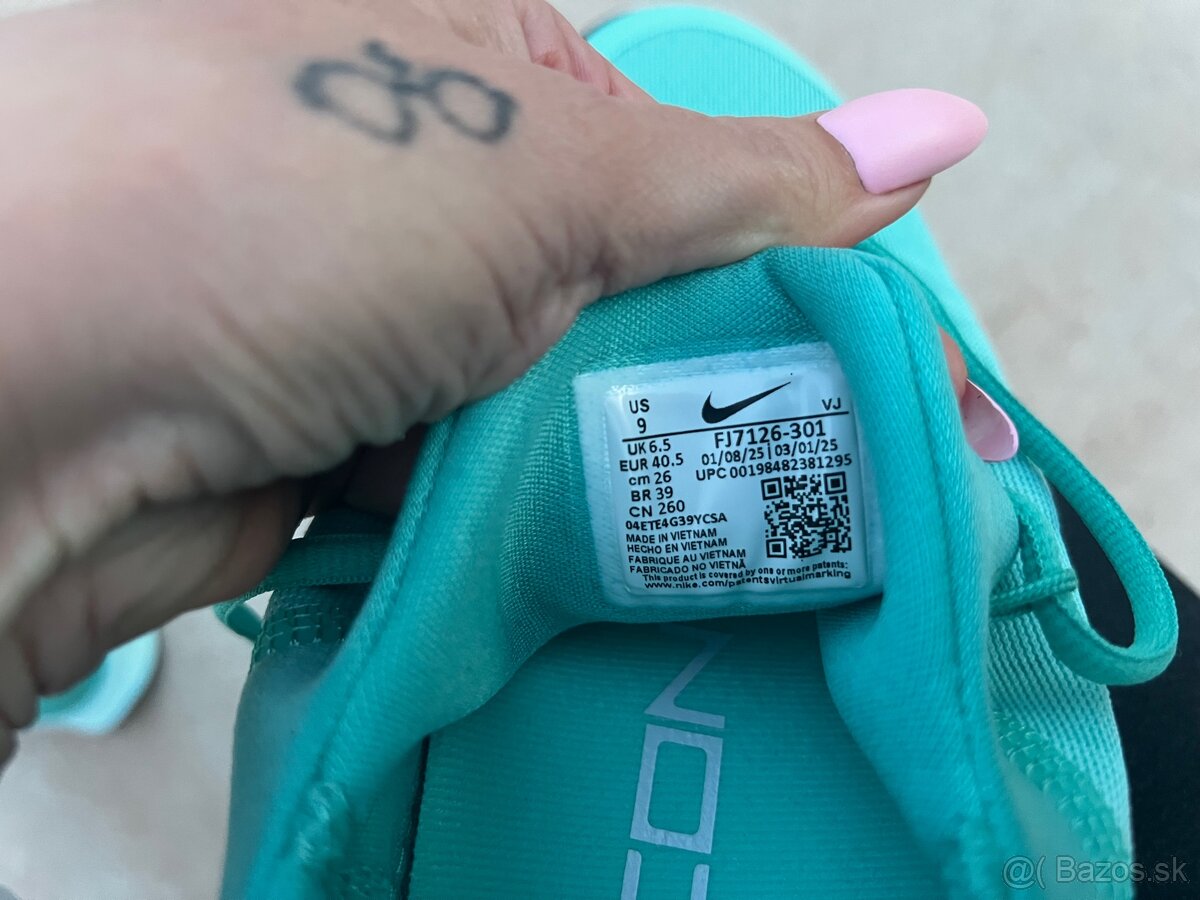 US
9
VJ
UK 6.5
EUR 40.5
cm 26
BR 39
CN 260
FJ7126-301
01/08/25 | 03/01/25
UPC 00198482381295
04ETE4G39YCSA
MADE IN VIETNAM
HECHO EN VIETNAM
FABRIQUE AU VIETNAM
FABRICADO NO VIETNÃ
This product is covered by one or more patents:
www.nike.com/patentsvirtualmarking
@( Bazos.sk